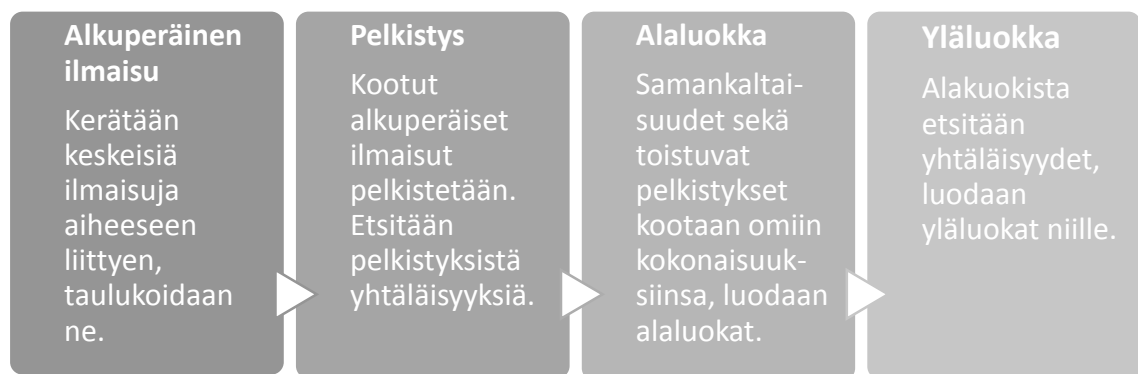 Alkuperäinen
ilmaisu
Kerätään
keskeisiä
ilmaisuja
aiheeseen
liittyen,
taulukoidaan
ne.
Pelkistys
Kootut
alkuperäiset
ilmaisut
pelkistetään.
Etsitään
pelkistyksistä
yhtäläisyyksiä.
Alaluokka
Samankaltai-
suudet sekä
toistuvat
pelkistykset
kootaan omiin
kokonaisuuk-
siinsa, luodaan
alaluokat.
Yläluokka
Alakuokista
etsitään
yhtäläisyydet,
luodaan
yläluokat niille.